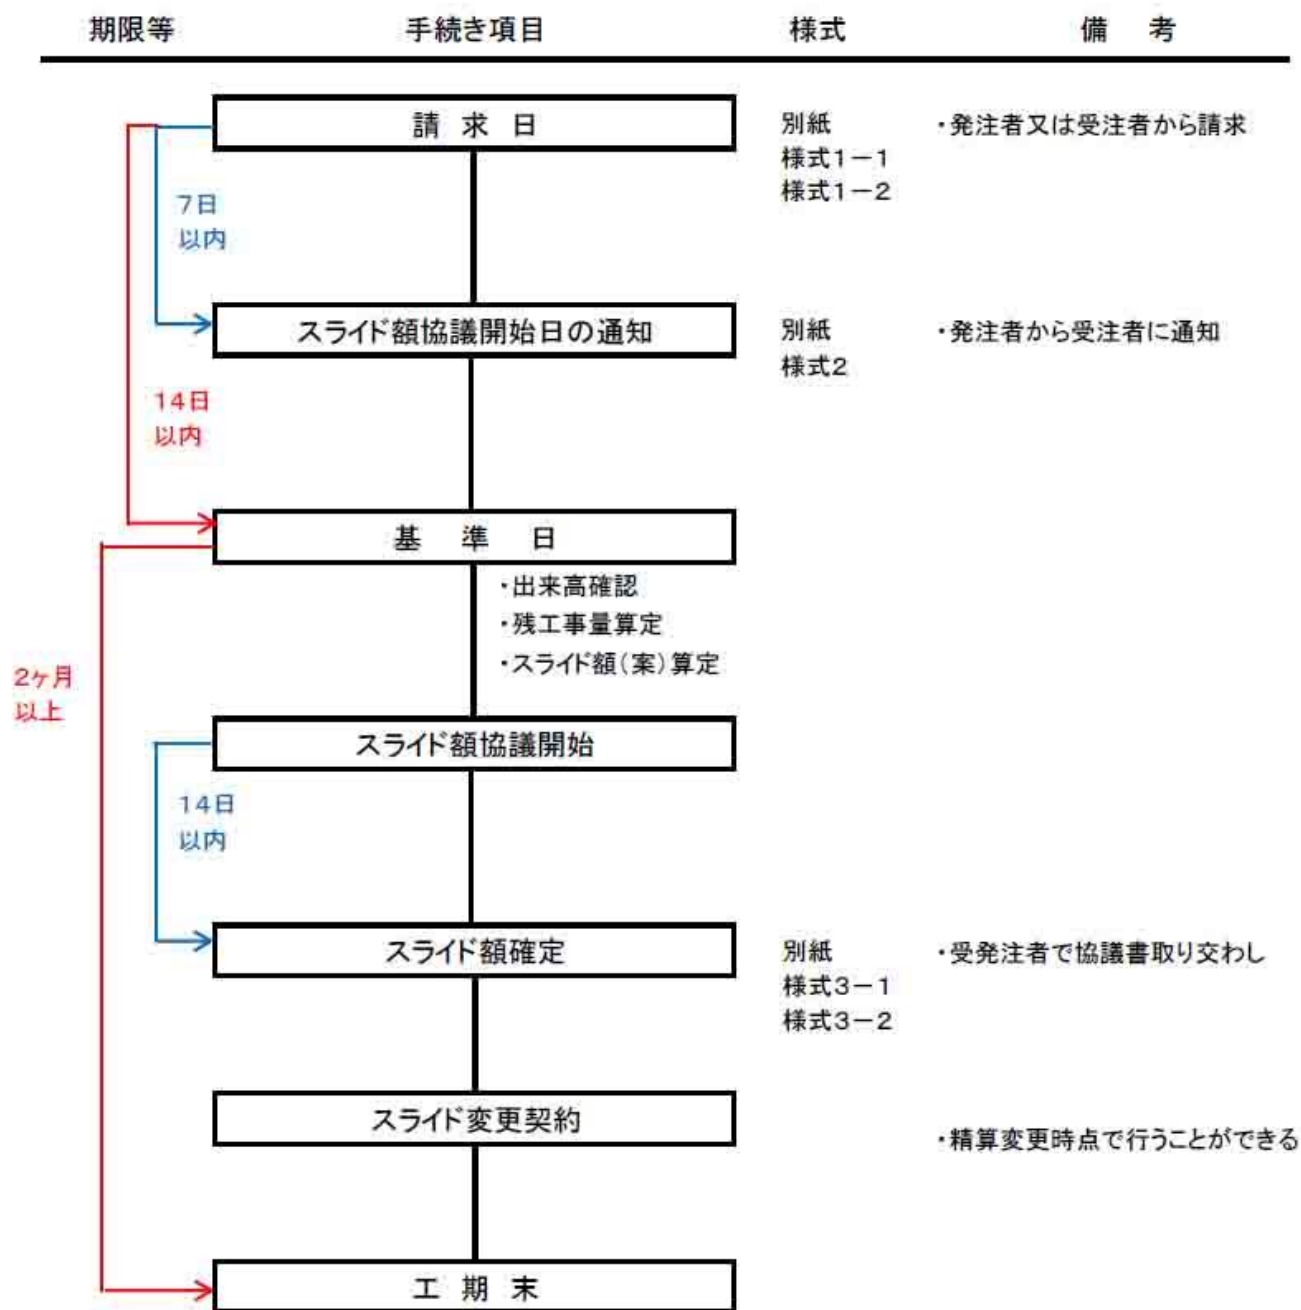 期限等　手続き項目　様式　備　考
請 求 日
別紙
様式1－1
様式1－2
・発注者又は受注者から請求
7日
以内
スライド額協議開始日の通知
別紙
様式2
・発注者から受注者に通知
14日
以内
基　準　日
・出来高確認
・残工事量算定
・スライド額(案)算定
2ヶ月
以上
スライド額協議開始
14日
以内
スライド額確定
別紙
様式3－1
様式3－2
・受発注者で協議書取り交わし
スライド変更契約
・精算変更時点で行うことができる
工 期 末